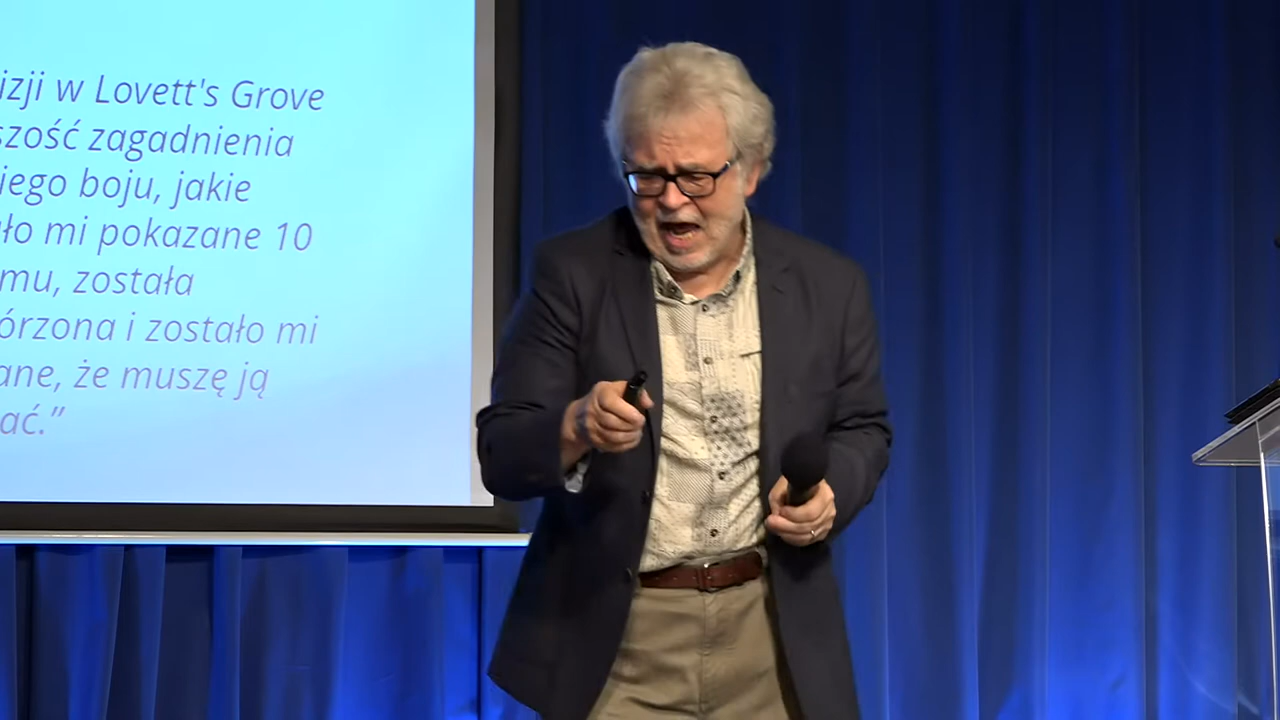 izji w Lovett's Grove
szość zagadnienia
iego boju, jakie
ło mi pokazane 10
mu, została
órzona i zostało mi
ane, że muszę ją
ać.”